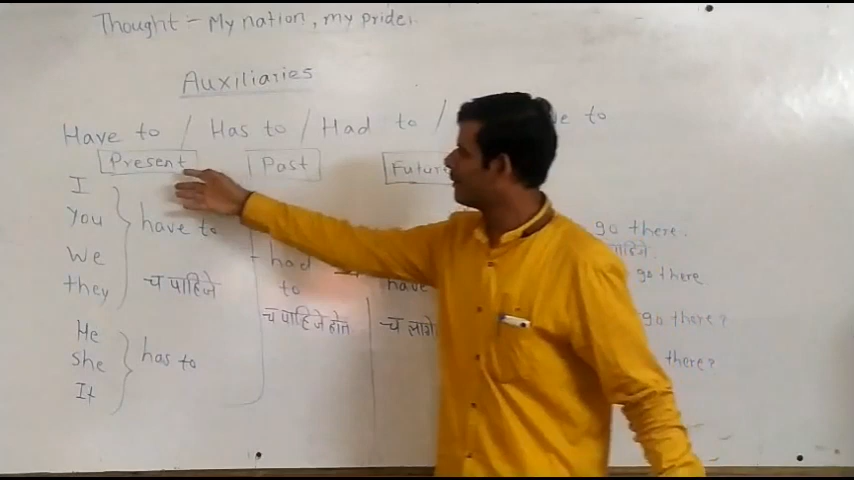 Thought :- My nation, my pride.
Auxiliaries
Have to / Has to / Had to /
to
Present Past Future
I
You
We
they
have to
च पाहिजे
He
She
It
has to
had
to
च पाहिजे होते
have
go there.
पाहिजे.
go there.
go there?
there?